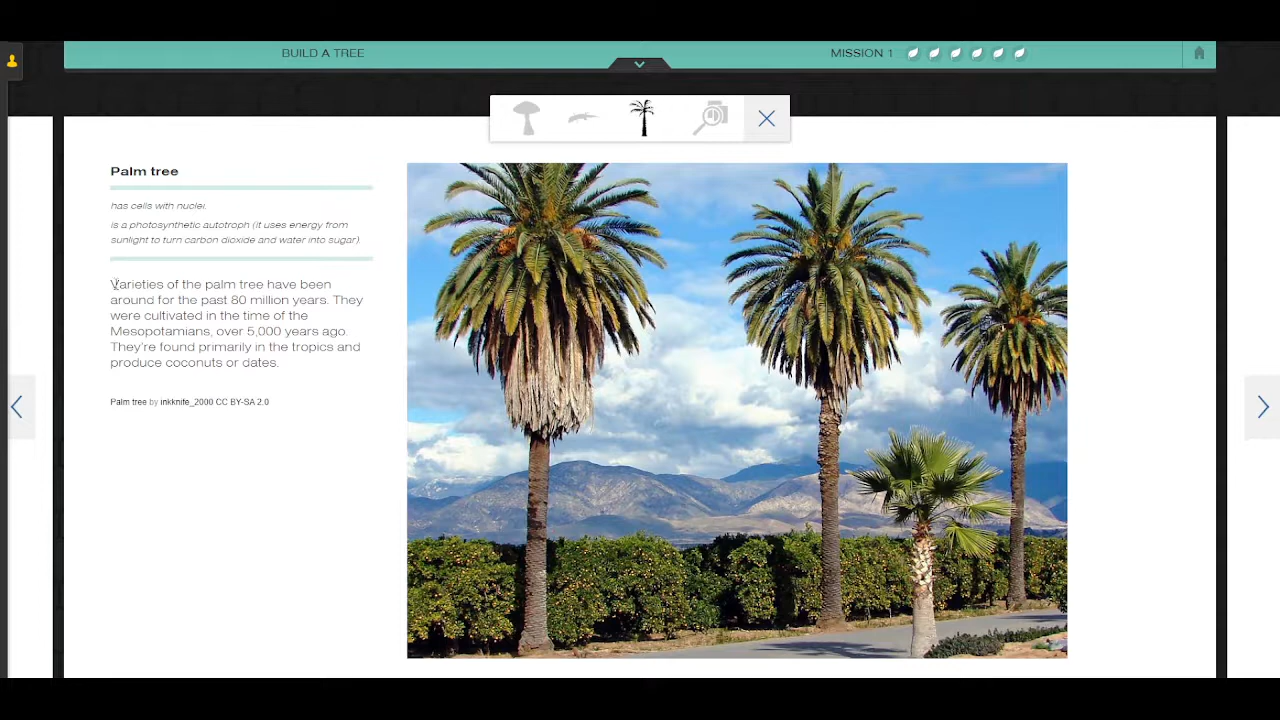 BUILD A TREE
MISSION 1
Palm tree
has cells with nuclei.
is a photosynthetic autotroph (it uses energy from
sunlight to turn carbon dioxide and water into sugar).
Varieties of the palm tree have been
around for the past 80 million years. They
were cultivated in the time of the
Mesopotamians, over 5,000 years ago.
They're found primarily in the tropics and
produce coconuts or dates.
Palm tree by inkknife_2000 CC BY-SA 2.0